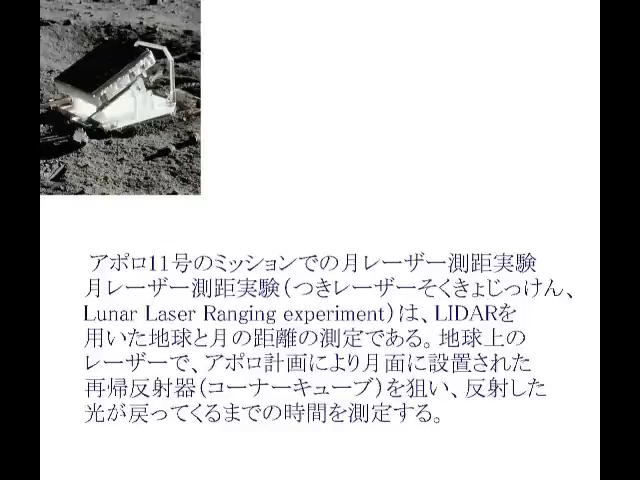 アポロ11号のミッションでの月レーザー測距実験
月レーザー測距実験（つきレーザーそくきょじっけん、
Lunar Laser Ranging experiment）は、LIDARを
用いた地球と月の距離の測定である。地球上の
レーザーで、アポロ計画により月面に設置された
再帰反射器（コーナーキューブ）を狙い、反射した
光が戻ってくるまでの時間を測定する。